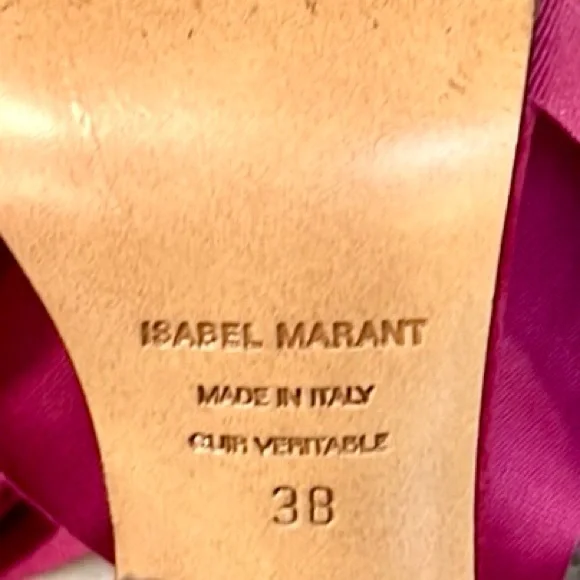 ISABEL MARANT
MADE IN ITALY
CUIR VERITABLE
38